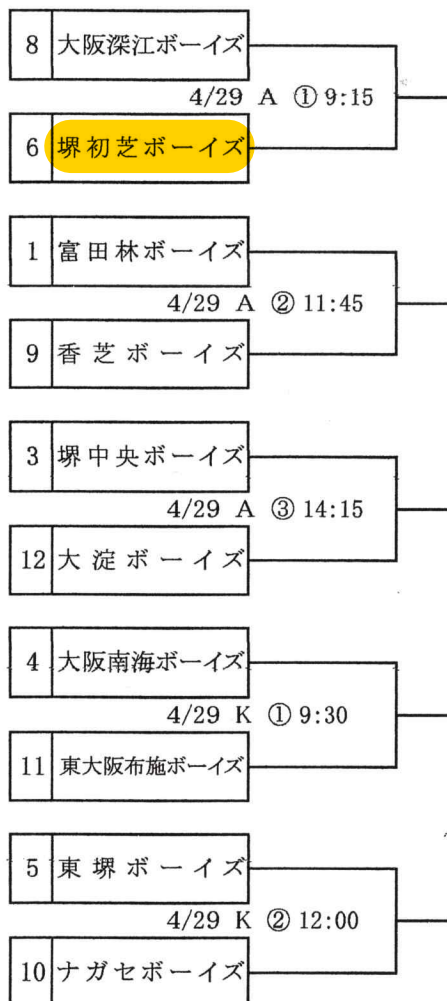 8 大阪深江ボーイズ
4/29 A ① 9:15
6 堺初芝ボーイズ
1 富田林ボーイズ
4/29 A ② 11:45
9 香芝ボーイズ
3 堺中央ボーイズ
4/29 A ③ 14:15
12 大淀ボーイズ
4 大阪南海ボーイズ
4/29 K ① 9:30
11 東大阪布施ボーイズ
5 東堺ボーイズ
4/29 K ② 12:00
10 ナガセボーイズ